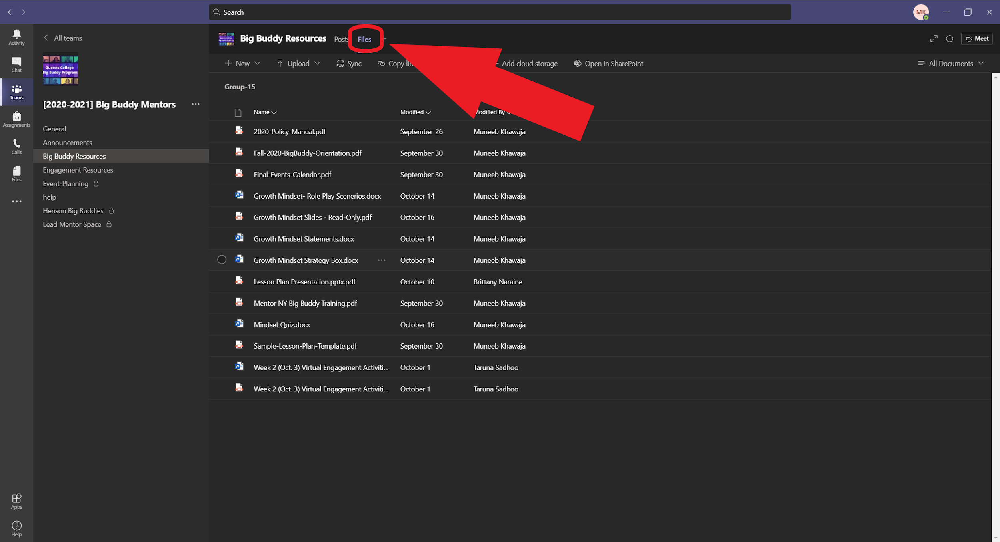 Search
MK
Activity
Chat
Teams
Assignments
Calls
Files
Apps
Help
All teams
Queens College
Big Buddy Program
[2020-2021] Big Buddy Mentors
General
Announcements
Big Buddy Resources
Engagement Resources
Event-Planning
help
Henson Big Buddies
Lead Mentor Space
Queens College
Big Buddy Program
Big Buddy Resources Posts Files
Meet
New Upload Sync Copy lin Add cloud storage Open in SharePoint All Documents
Group-15
Name Modified Modified By
2020-Policy-Manual.pdf September 26 Muneeb Khawaja
Fall-2020-BigBuddy-Orientation.pdf September 30 Muneeb Khawaja
Final-Events-Calendar.pdf September 30 Muneeb Khawaja
Growth Mindset- Role Play Scenerios.docx October 14 Muneeb Khawaja
Growth Mindset Slides - Read-Only.pdf October 16 Muneeb Khawaja
Growth Mindset Statements.docx October 14 Muneeb Khawaja
Growth Mindset Strategy Box.docx ... October 14 Muneeb Khawaja
Lesson Plan Presentation.pptx.pdf October 10 Brittany Naraine
Mentor NY Big Buddy Training.pdf September 30 Muneeb Khawaja
Mindset Quiz.docx October 16 Muneeb Khawaja
Sample-Lesson-Plan-Template.pdf September 30 Muneeb Khawaja
Week 2 (Oct. 3) Virtual Engagement Activiti... October 1 Taruna Sadhoo
Week 2 (Oct. 3) Virtual Engagement Activiti... October 1 Taruna Sadhoo